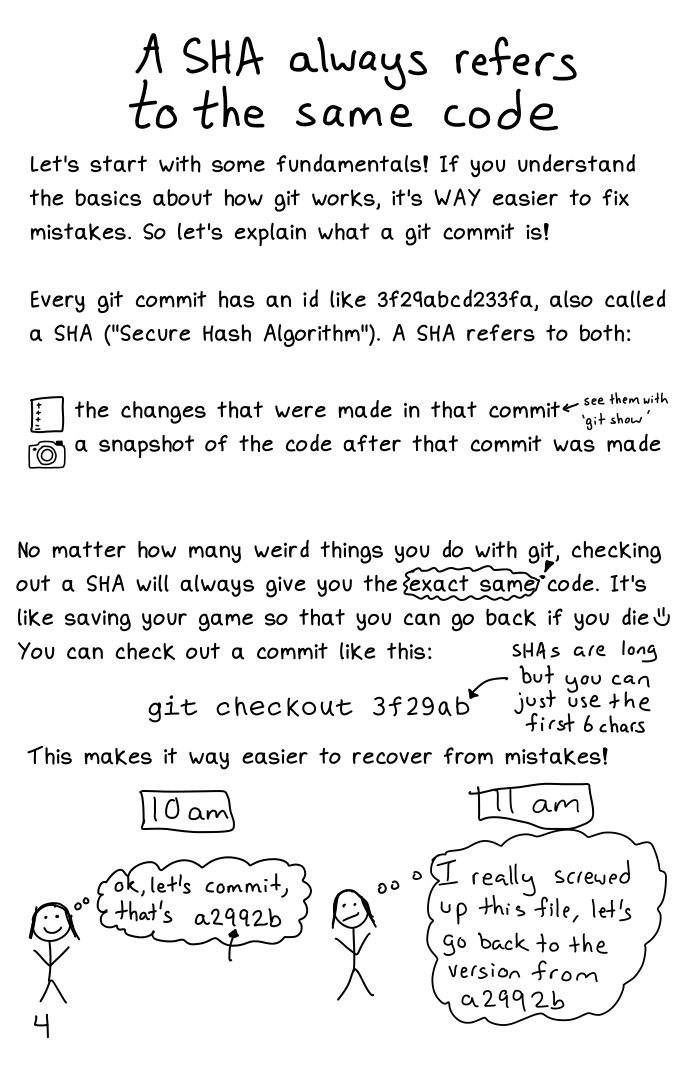 A SHA always refers
to the same code
Let's start with some fundamentals! If you understand
the basics about how git works, it's WAY easier to fix
mistakes. So let's explain what a git commit is!
Every git commit has an id like 3f29abcd233fa, also called
a SHA ("Secure Hash Algorithm"). A SHA refers to both:
the changes that were made in that commit
see them with
'git show'
a snapshot of the code after that commit was made
No matter how many weird things you do with git, checking
out a SHA will always give you the exact same code. It's
like saving your game so that you can go back if you die
You can check out a commit like this:
SHAs are long
but you can
just use the
first 6 chars
git checkout 3f29ab
This makes it way easier to recover from mistakes!
10 am
ok, let's commit,
that's a2992b
11 am
I really screwed
up this file, let's
go back to the
version from
a2992b
4